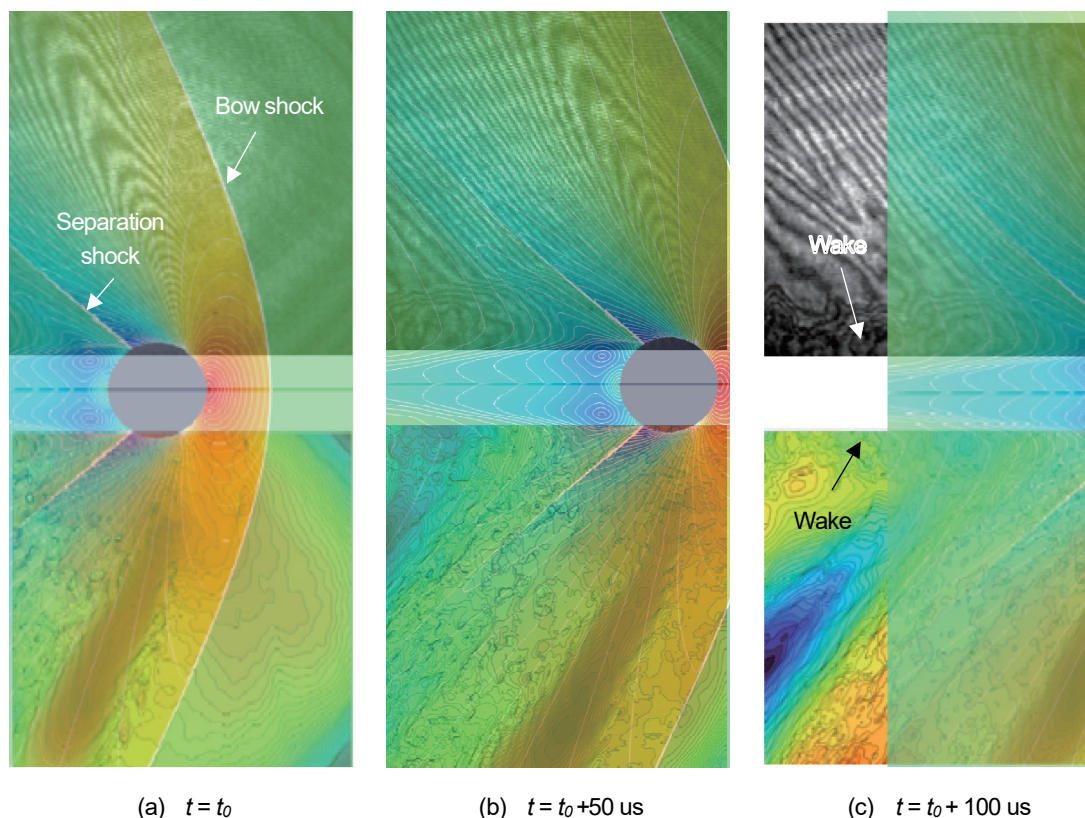 Bow shock
Separation
shock
Wake
Wake
(a) t = t0
(b) t = t0 +50 us
(c) t = t0 + 100 us